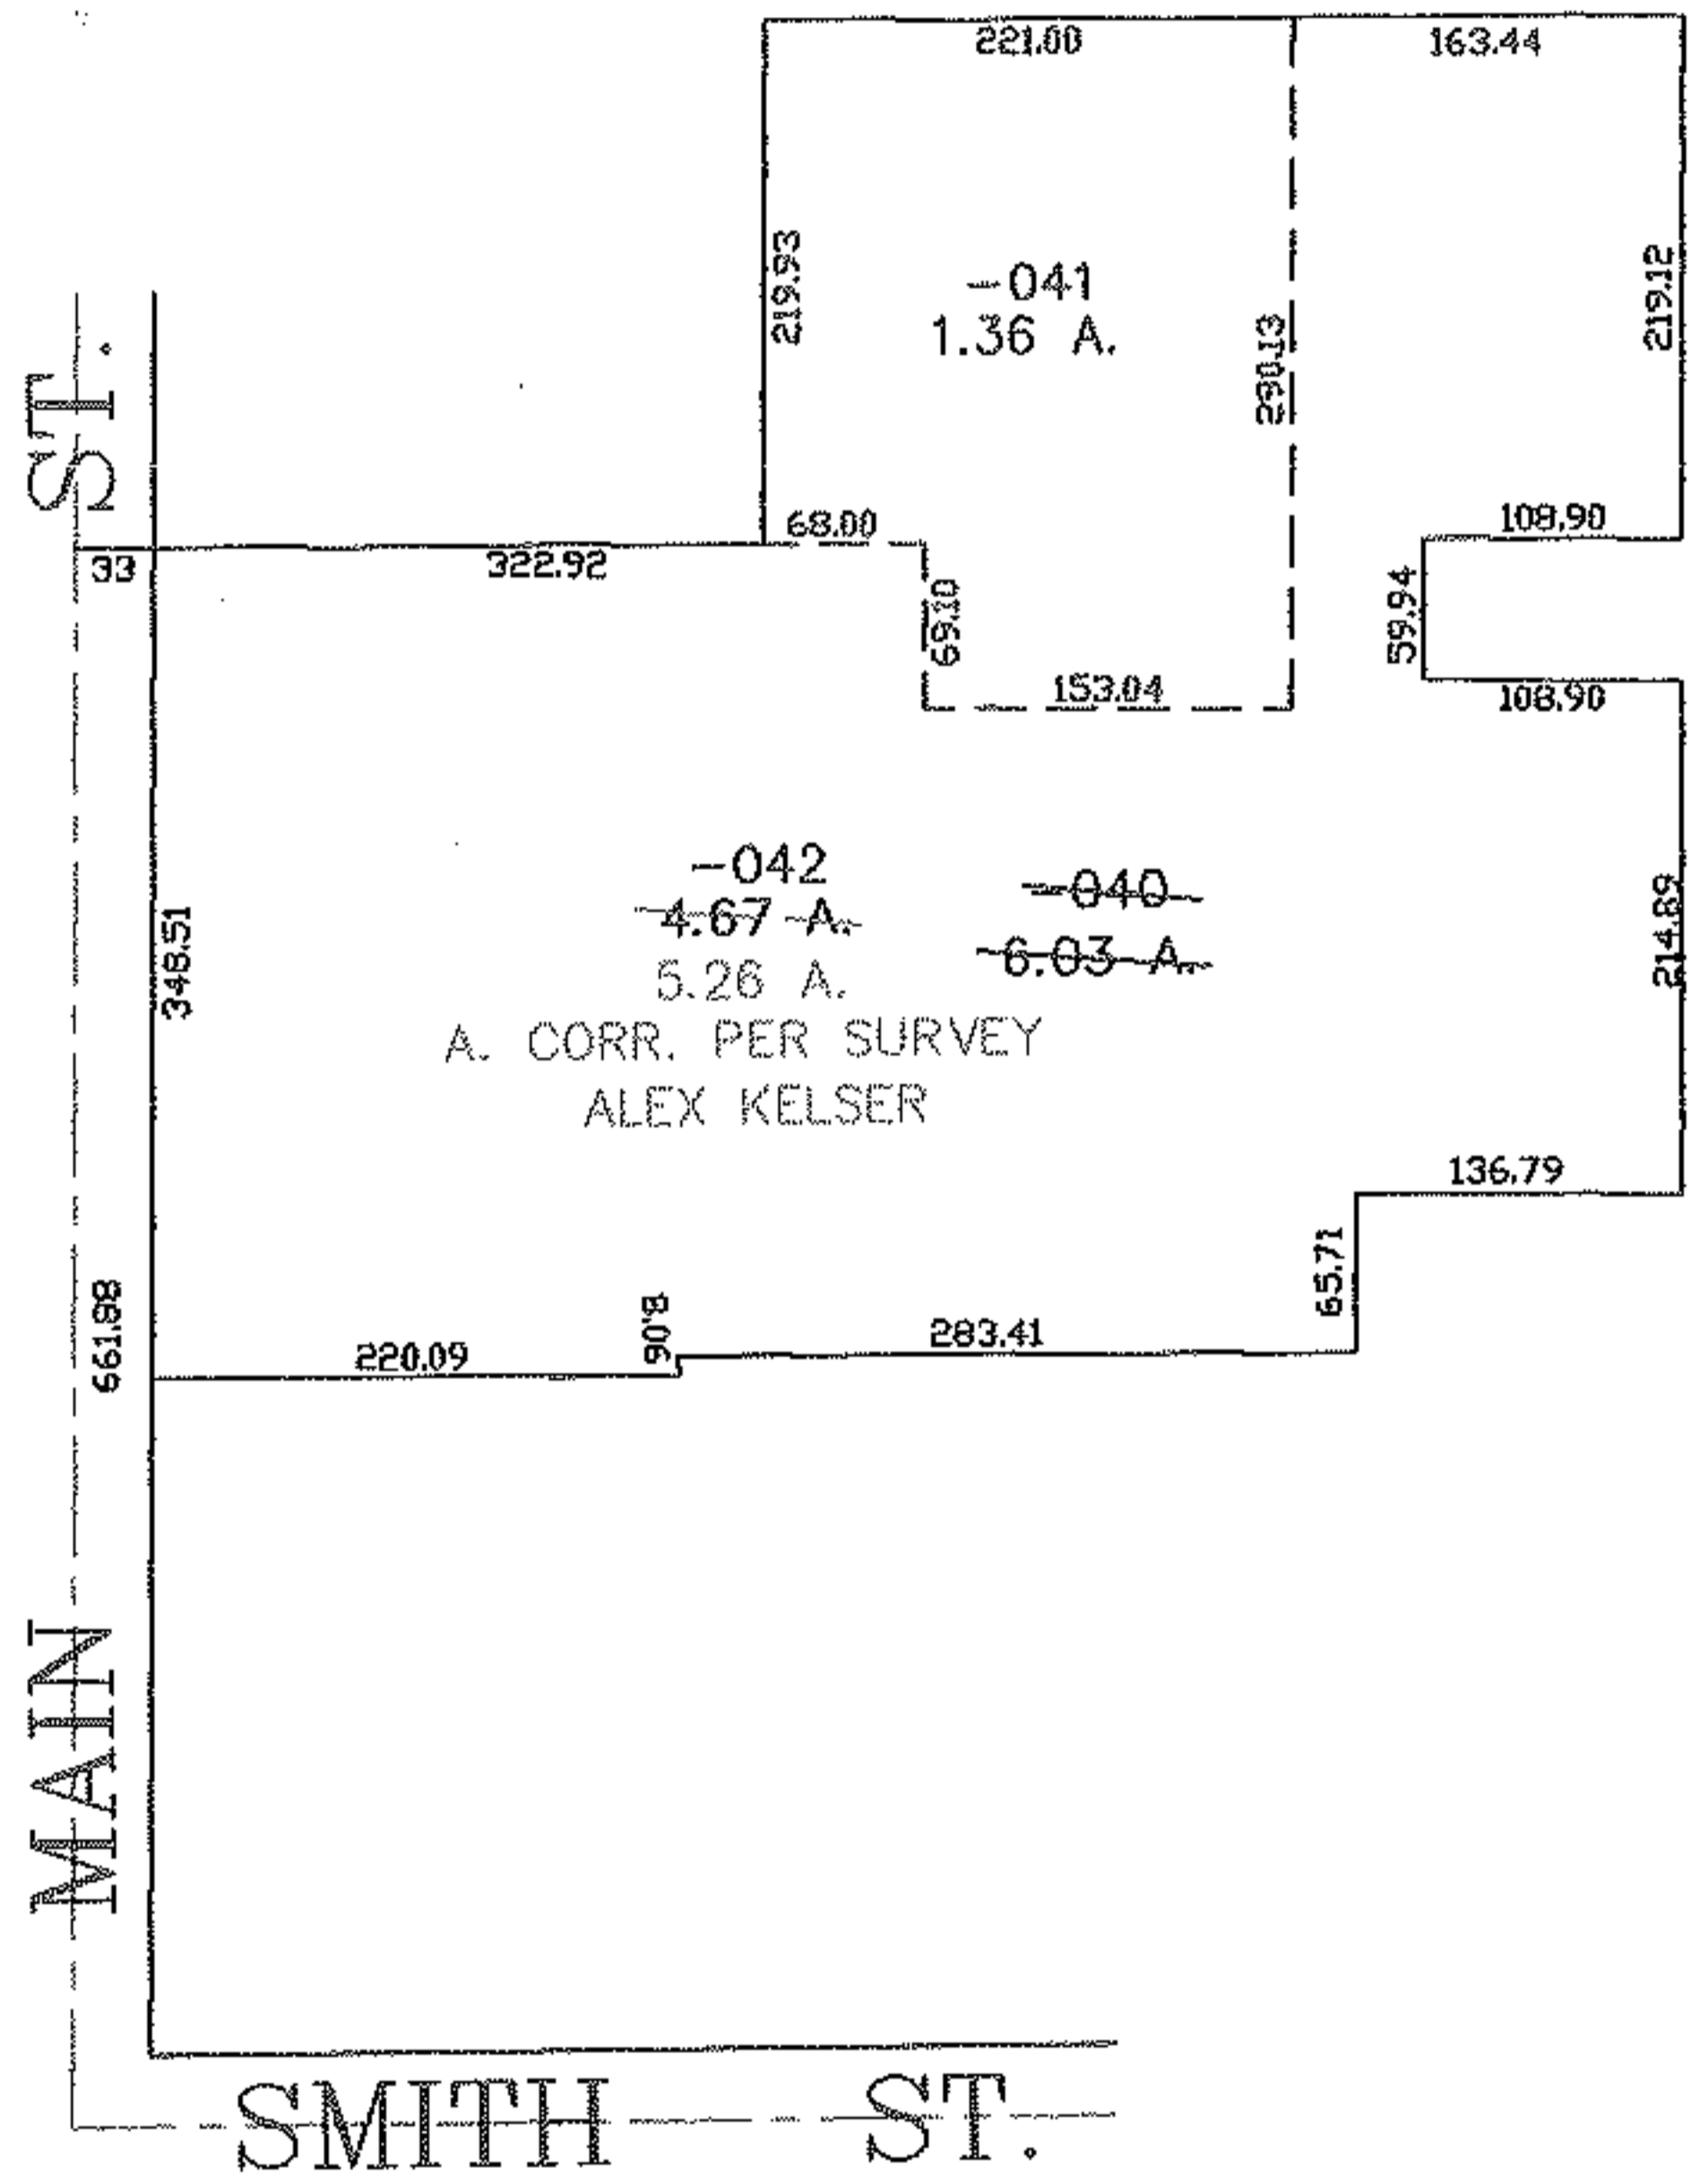 221.00
163.44
219.93
-041
1.36 A.
219.12
ST.
68.00
108.90
33
322.92
69.10
59.94
153.04
108.90
-042
-040
4.67 A.
6.03 A.
5.26 A.
A. CORR. PER SURVEY
ALEX KELSER
348.51
214.89
136.79
65.71
661.98
220.09
8.06
283.41
MAIN
SMITH ST.